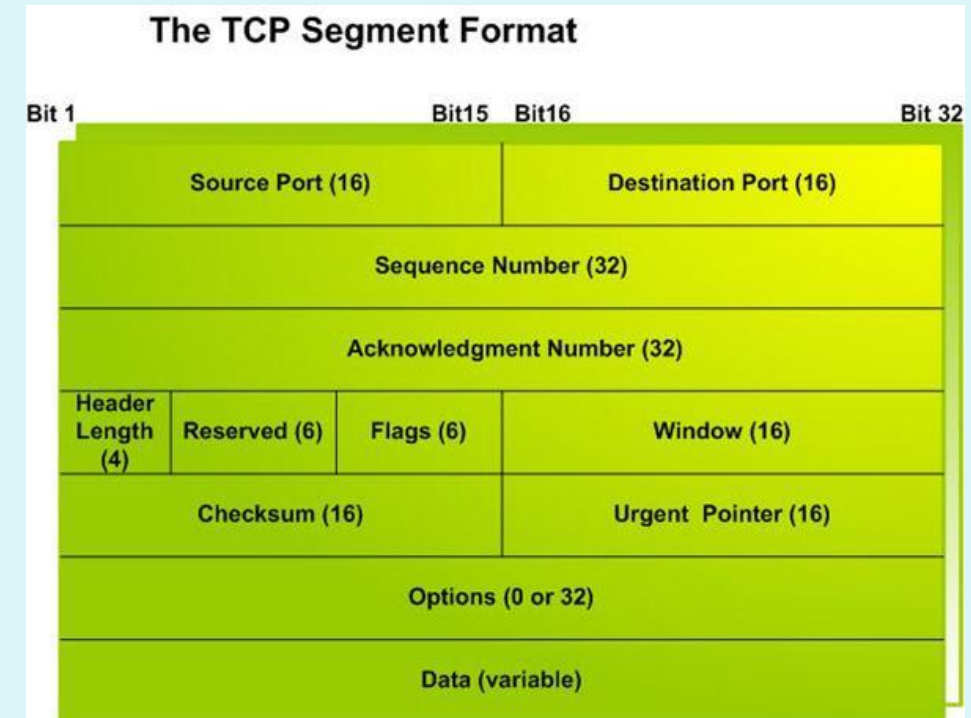 The TCP Segment Format
Bit 1 Bit15 Bit16 Bit 32
Source Port (16) Destination Port (16)
Sequence Number (32)
Acknowledgment Number (32)
Header
Length
(4)
Reserved (6) Flags (6) Window (16)
Checksum (16) Urgent Pointer (16)
Options (0 or 32)
Data (variable)